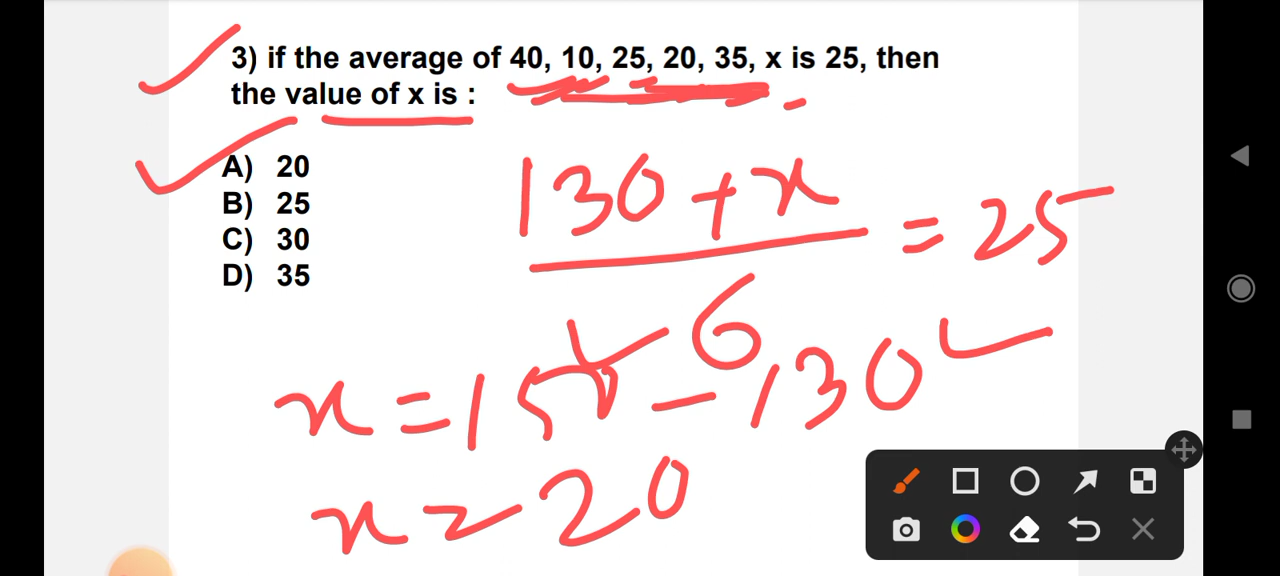 3) if the average of 40, 10, 25, 20, 35, x is 25, then
the value of x is :
A) 20
B) 25
C) 30
D) 35
130 + x
= 25
6
x = 150 - 130
x = 20